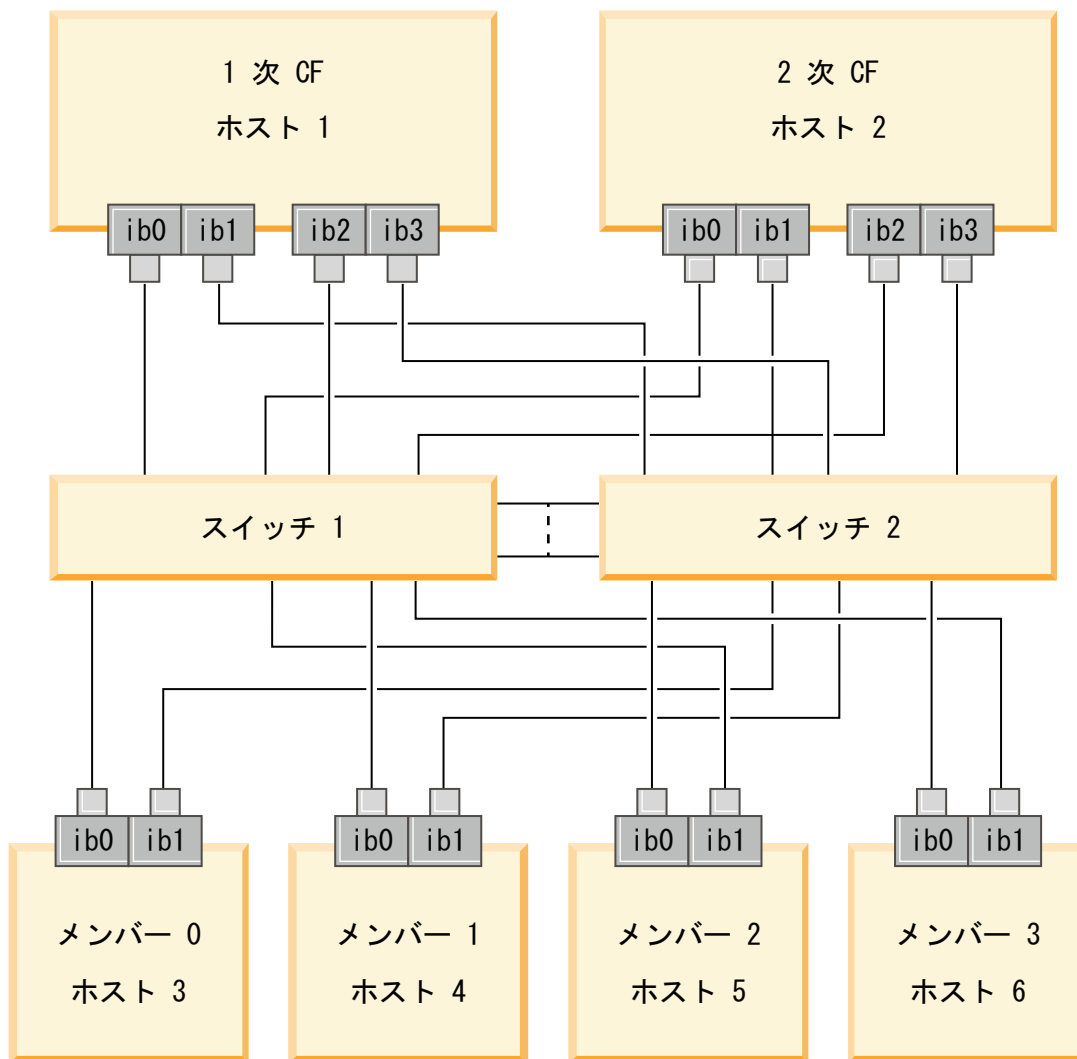 1 次 CF
ホスト 1
2 次 CF
ホスト 2
ib0 ib1 ib2 ib3
ib0 ib1 ib2 ib3
スイッチ 1
スイッチ 2
ib0 ib1
ib0 ib1
ib0 ib1
ib0 ib1
メンバー 0
ホスト 3
メンバー 1
ホスト 4
メンバー 2
ホスト 5
メンバー 3
ホスト 6